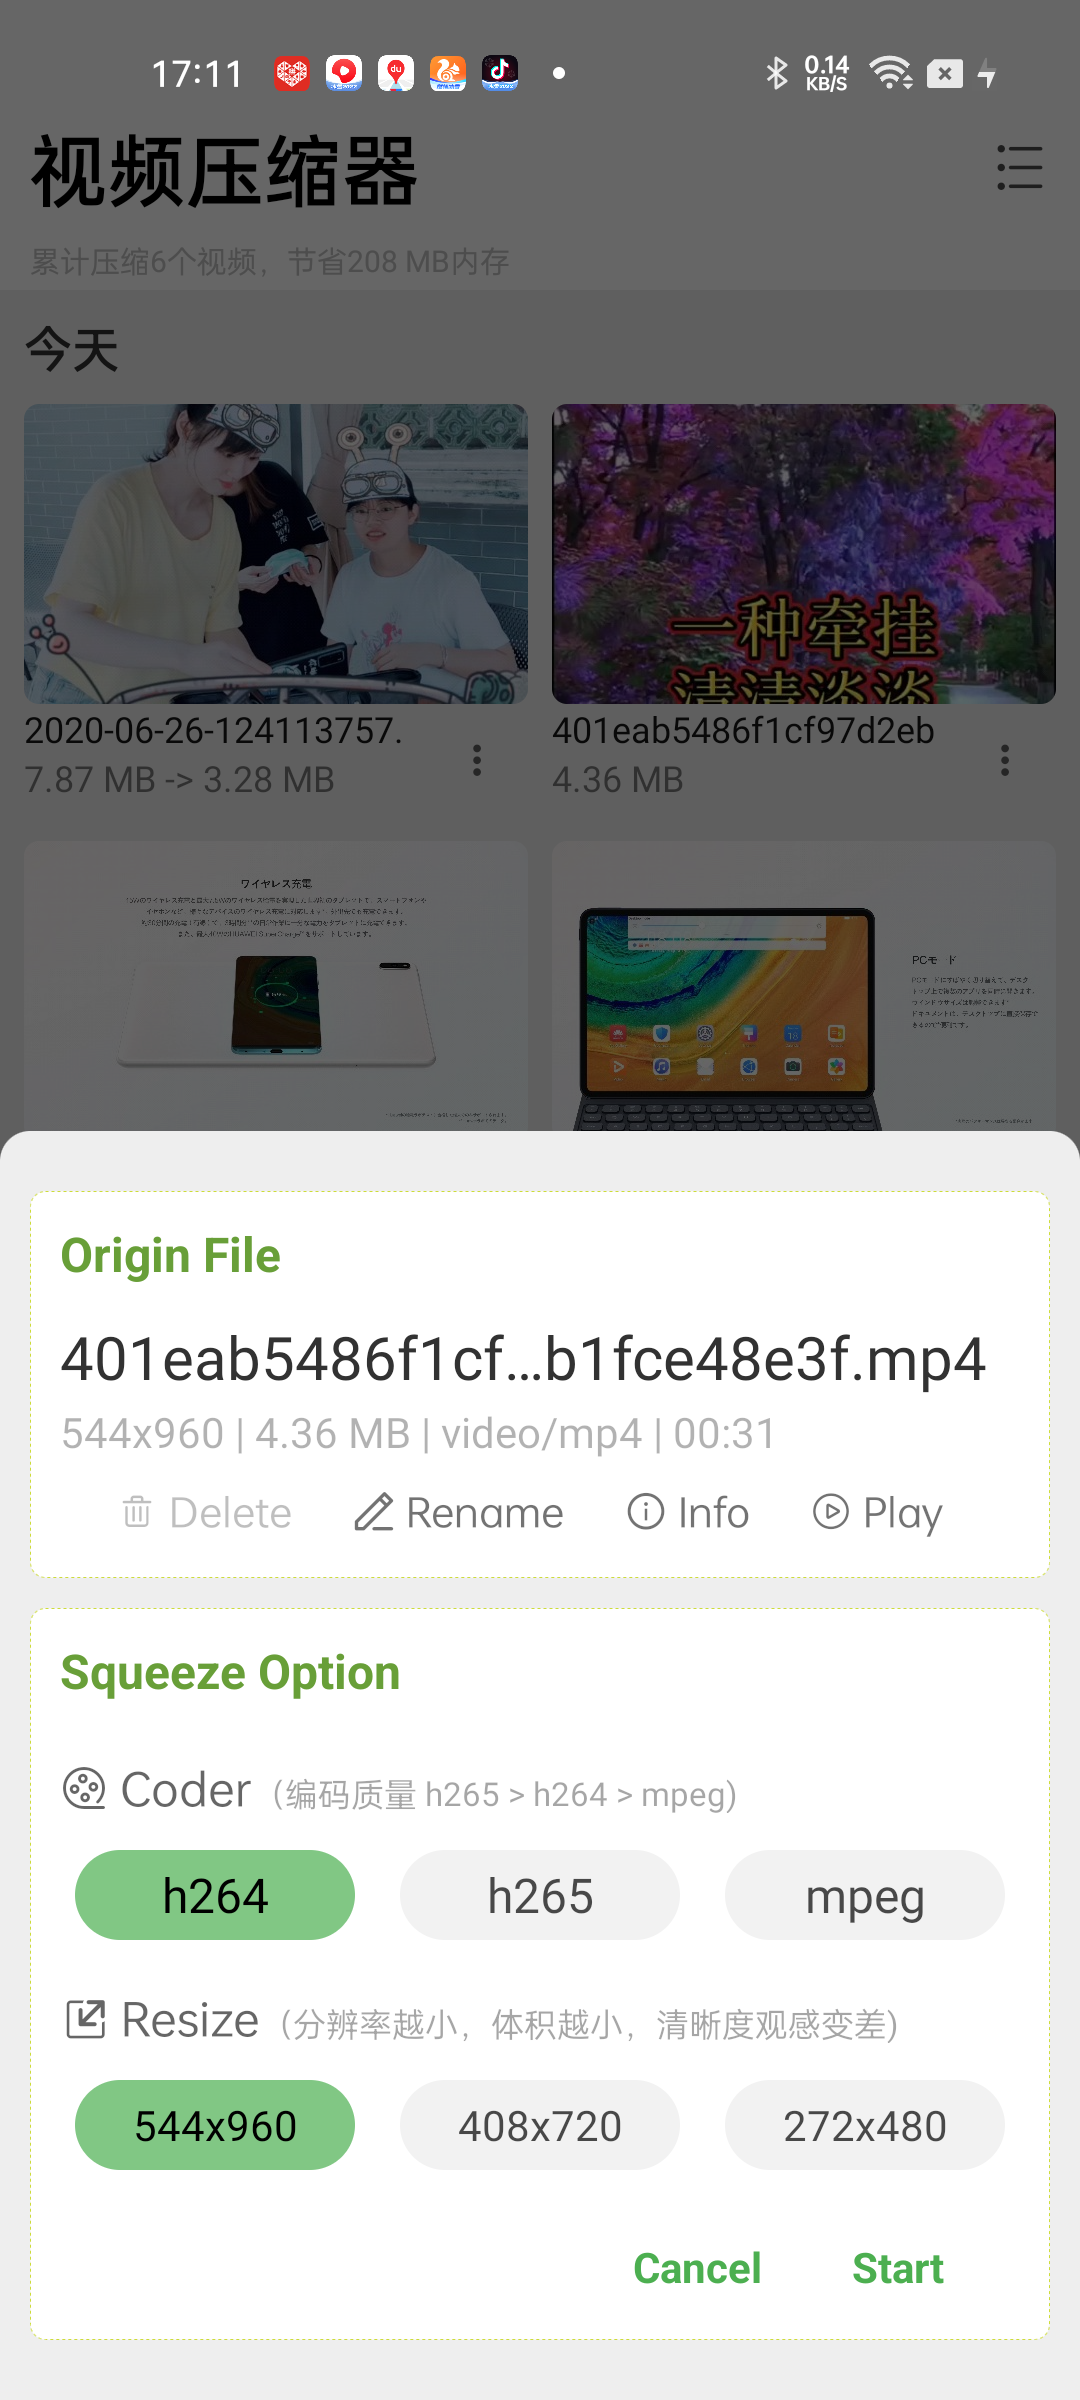 17:11
0.14
KB/S
视频压缩器
累计压缩6个视频，节省208 MB内存
今天
一种牵挂
清清淡淡
2020-06-26-124113757.
401eab5486f1cf97d2eb
7.87 MB -> 3.28 MB
4.36 MB
ワイヤレス充電
PCモード
Origin File
401eab5486f1cf...b1fce48e3f.mp4
544x960 | 4.36 MB | video/mp4 | 00:31
Delete
Rename
Info
Play
Squeeze Option
Coder（编码质量 h265 > h264 > mpeg)
h264
h265
mpeg
Resize（分辨率越小，体积越小，清晰度观感变差)
544x960
408x720
272x480
Cancel
Start